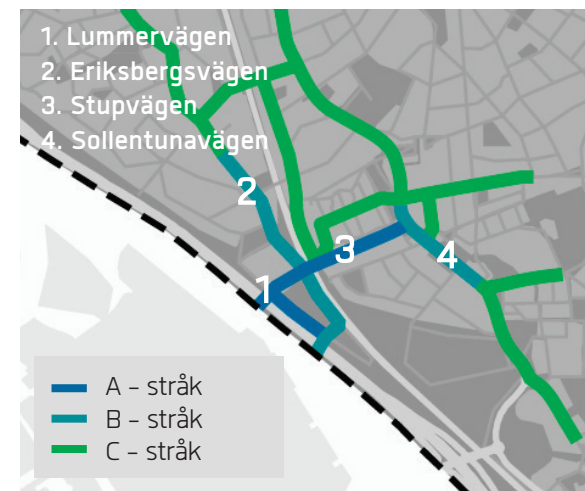 1. Lummervägen
2. Eriksbergsvägen
3. Stupvägen
4. Sollentunavägen
2
3
4
1
A - stråk
B - stråk
C - stråk